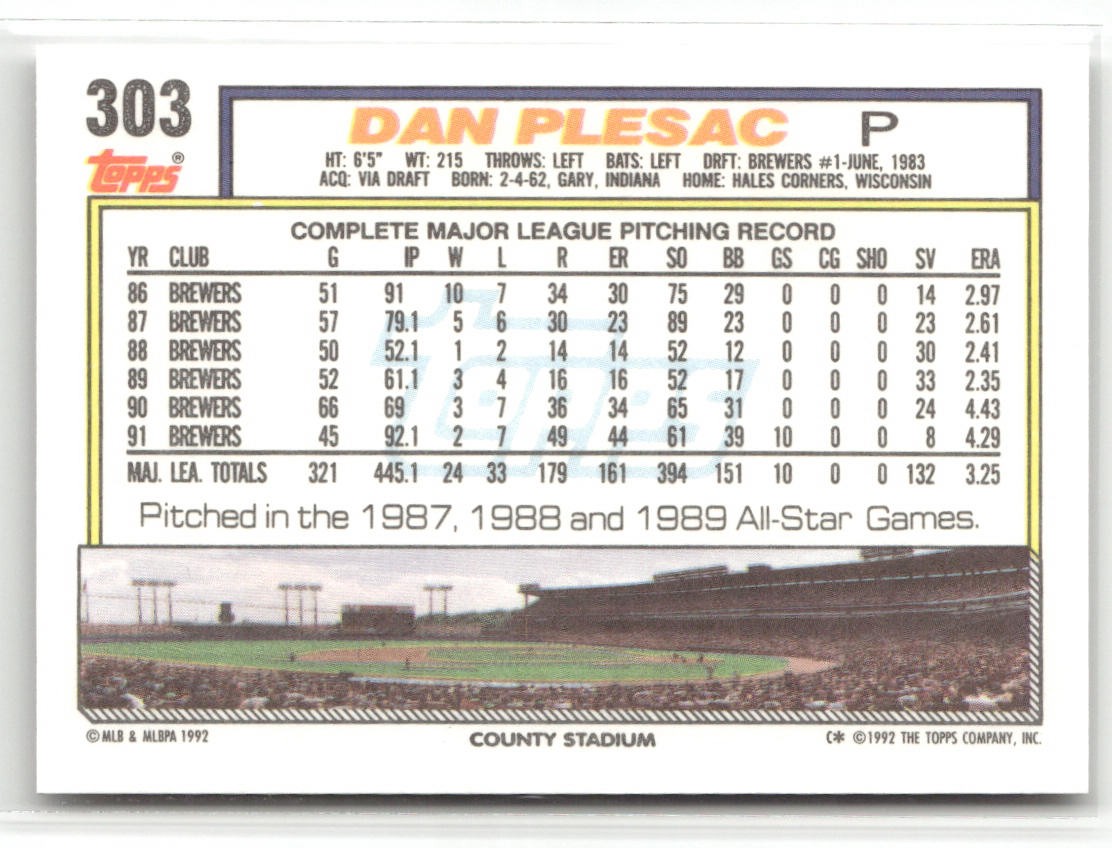 303
DAN PLESAC P
topps®
HT: 6'5" WT: 215 THROWS: LEFT BATS: LEFT DRFT: BREWERS #1-JUNE, 1983
ACQ: VIA DRAFT BORN: 2-4-62, GARY, INDIANA HOME: HALES CORNERS, WISCONSIN
COMPLETE MAJOR LEAGUE PITCHING RECORD
YR CLUB G IP W L R ER SO BB GS CG SHO SV ERA
86 BREWERS 51 91 10 7 34 30 75 29 0 0 0 14 2.97
87 BREWERS 57 79.1 5 6 30 23 89 23 0 0 0 23 2.61
88 BREWERS 50 52.1 1 2 14 14 52 12 0 0 0 30 2.41
89 BREWERS 52 61.1 3 4 16 16 52 17 0 0 0 33 2.35
90 BREWERS 66 69 3 7 36 34 65 31 0 0 0 24 4.43
91 BREWERS 45 92.1 2 7 49 44 61 39 10 0 0 8 4.29
MAJ. LEA. TOTALS 321 445.1 24 33 179 161 394 151 10 0 0 132 3.25
topps
Pitched in the 1987, 1988 and 1989 All-Star Games.
©MLB & MLBPA 1992 COUNTY STADIUM C* ©1992 THE TOPPS COMPANY, INC.